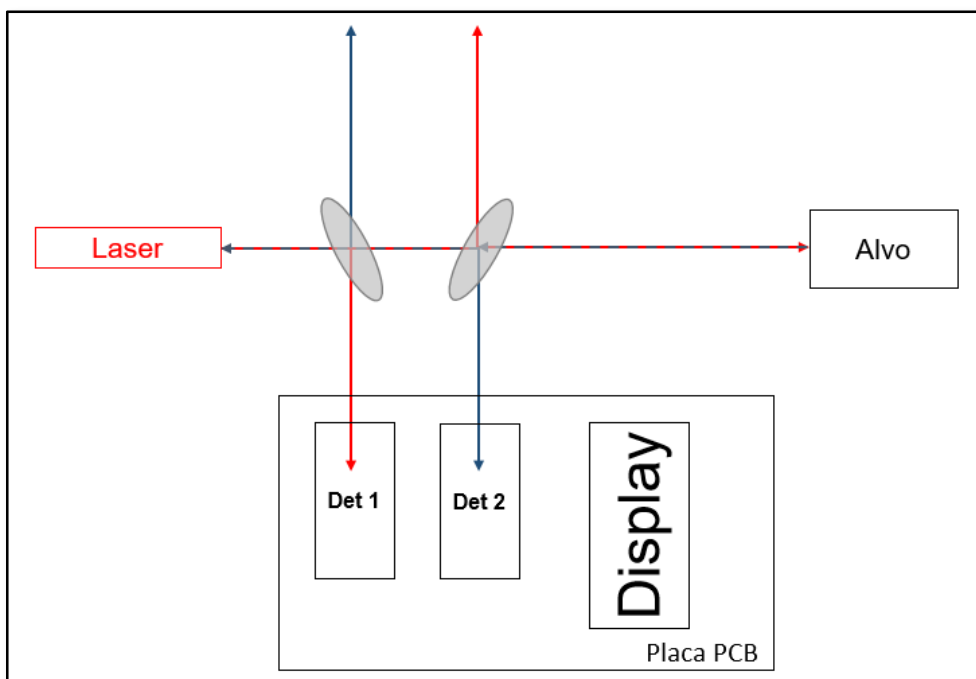 Laser
Alvo
Det 1
Det 2
Display
Placa PCB